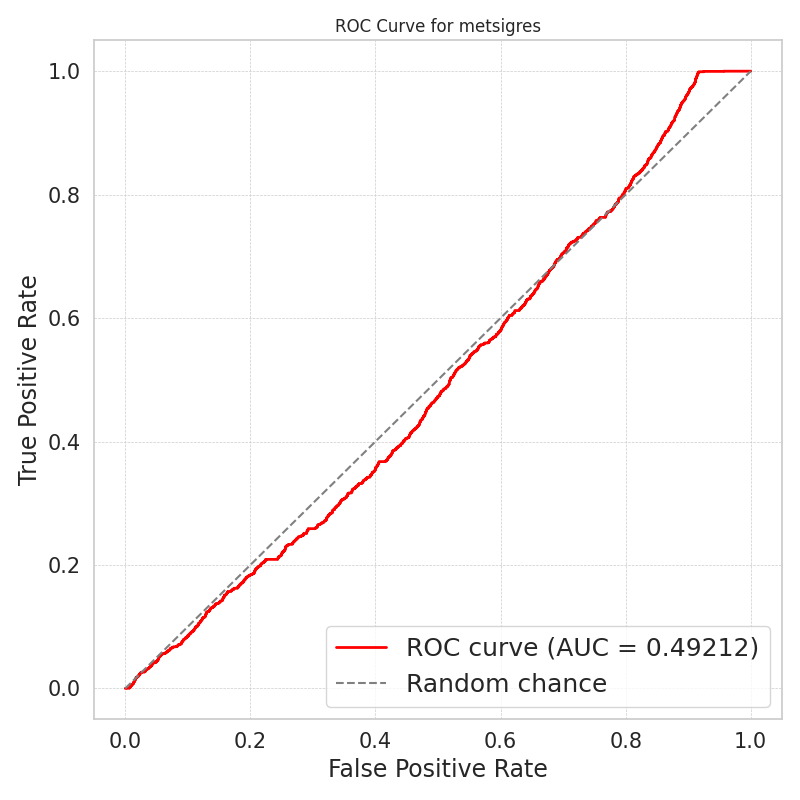 ROC Curve for metsigres
True Positive Rate
1.0
0.8
0.6
0.4
0.2
0.0
ROC curve (AUC = 0.49212)
Random chance
0.0 0.2 0.4 0.6 0.8 1.0
False Positive Rate